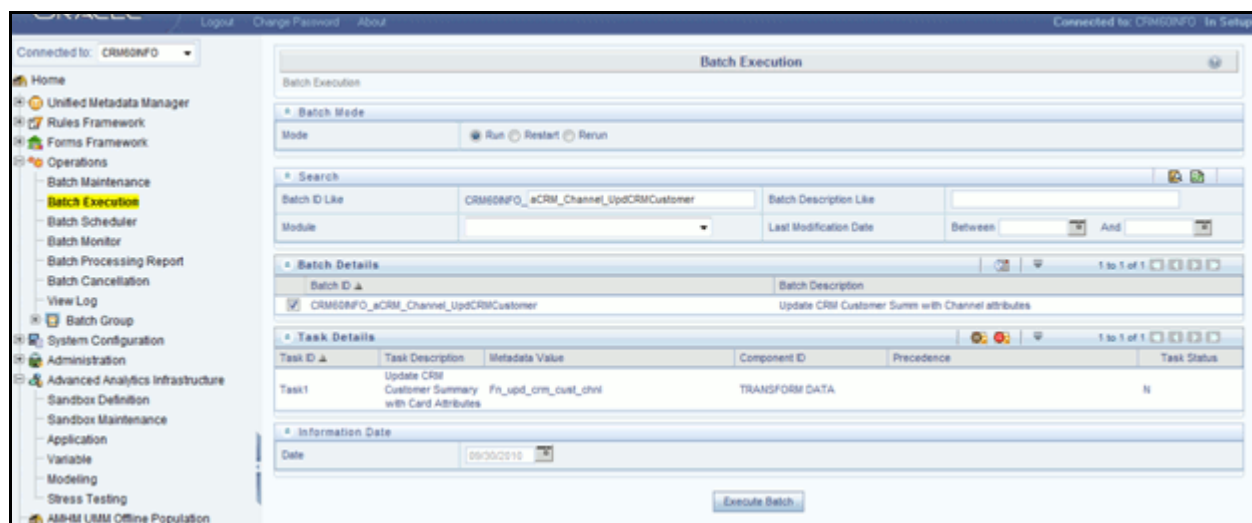 Logout Change Password About Connected to: CRM60INFO In Setup
Connected to: CRM60INFO
Home
Unified Metadata Manager
Rules Framework
Forms Framework
Operations
Batch Maintenance
Batch Execution
Batch Scheduler
Batch Monitor
Batch Processing Report
Batch Cancellation
View Log
Batch Group
System Configuration
Administration
Advanced Analytics Infrastructure
Sandbox Definition
Sandbox Maintenance
Application
Variable
Modeling
Stress Testing
AMHM UMM Offline Population
Batch Execution
Batch Execution
Batch Mode
Mode Run Restart Rerun
Search
Batch ID Like CRM60INFO_ aCRM_Channel_UpdCRMCustomer Batch Description Like
Module Last Modification Date Between And
Batch Details 1 to 1 of 1
Batch ID Batch Description
CRM60INFO_aCRM_Channel_UpdCRMCustomer Update CRM Customer Summ with Channel attributes
Task Details 1 to 1 of 1
Task ID Task Description Metadata Value Component ID Precedence Task Status
Task1 Update CRM Customer Summary with Card Attributes Fn_upd_crm_cust_chnl TRANSFORM DATA N
Information Date
Date 09/30/2010
Execute Batch